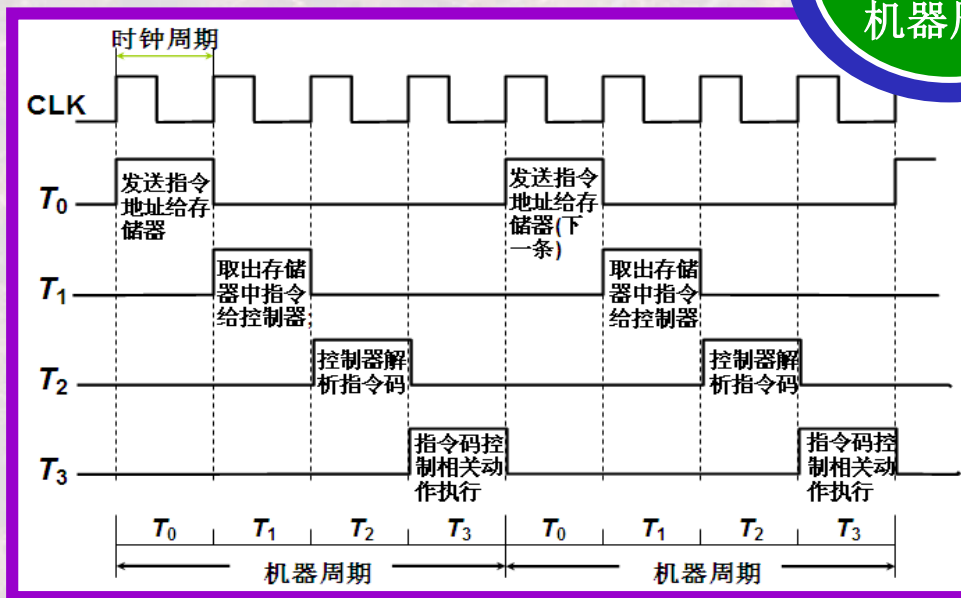 机器周
时钟周期
CLK
T0
发送指令
地址给存
储器
发送指令
地址给存
储器(下
一条)
T1
取出存储
器中指令
给控制器
取出存储
器中指令
给控制器
T2
控制器解
析指令码
控制器解
析指令码
T3
指令码控
制相关动
作执行
指令码控
制相关动
作执行
T0 T1 T2 T3 T0 T1 T2 T3
机器周期 机器周期